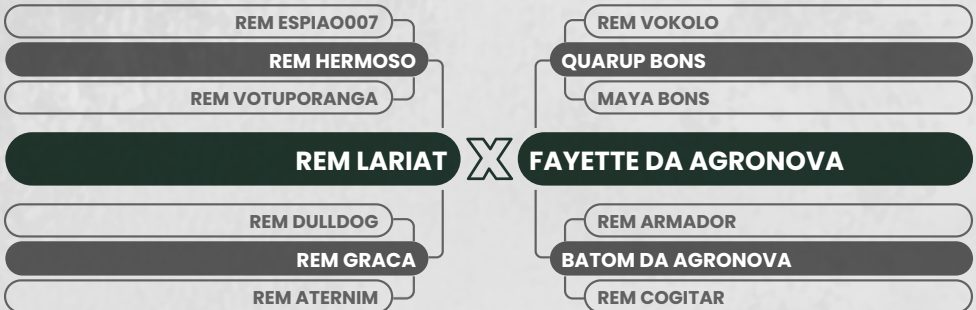 REM ESPIAO007
REM HERMOSO
REM VOTUPORANGA
REM LARIAT
REM DULLDOG
REM GRACA
REM ATERNIM
X
REM VOKOLO
QUARUP BONS
MAYA BONS
FAYETTE DA AGRONOVA
REM ARMADOR
BATOM DA AGRONOVA
REM COGITAR